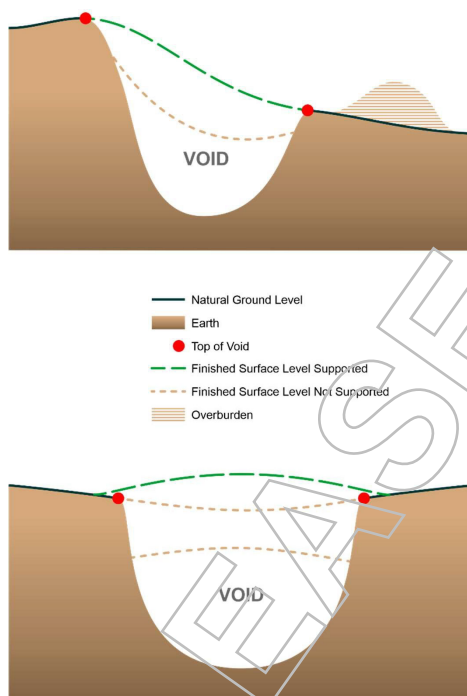 VOID
Natural Ground Level
Earth
Top of Void
Finished Surface Level Supported
Finished Surface Level Not Supported
Overburden
VOID
EASE